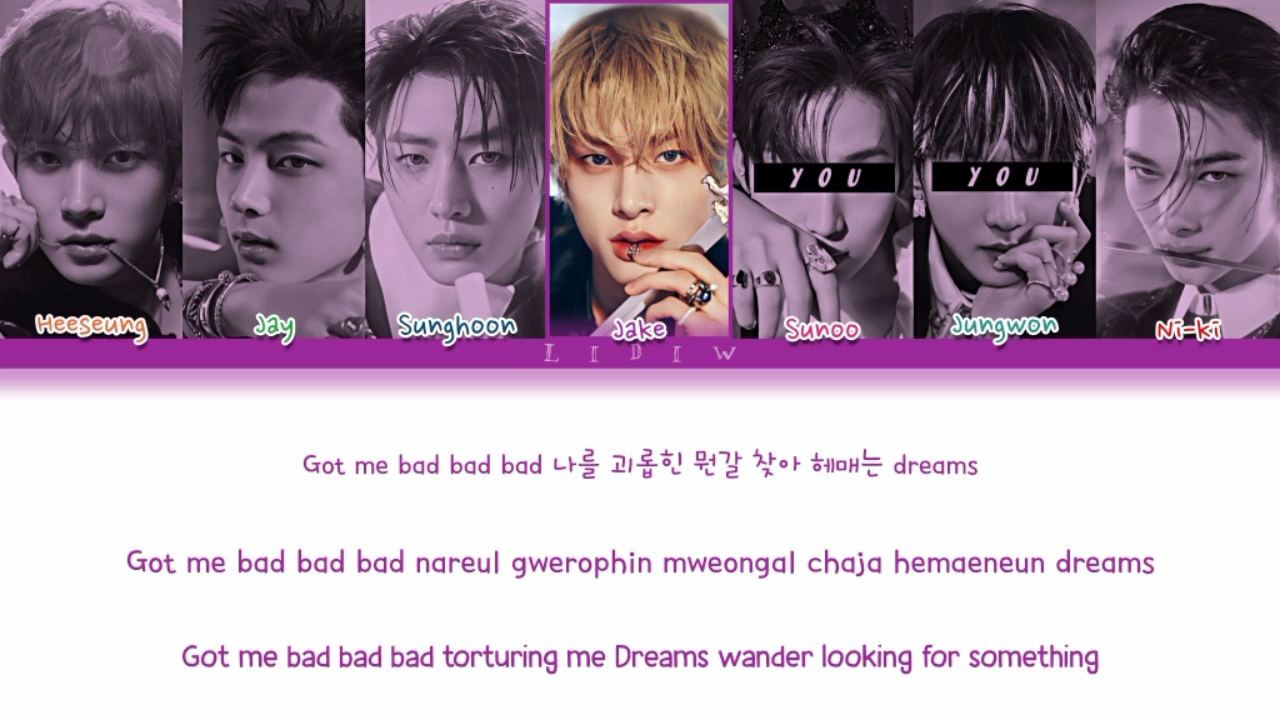 YOU
YOU
Heeseung
Jay
Sunghoon
Jake
Sunoo
Jungwon
Ni-ki
LIDIW
Got me bad bad bad 나를 괴롭힌 뭔갈 찾아 헤매는 dreams
Got me bad bad bad nareul gwerophin mweongal chaja hemaeneun dreams
Got me bad bad bad torturing me Dreams wander looking for something